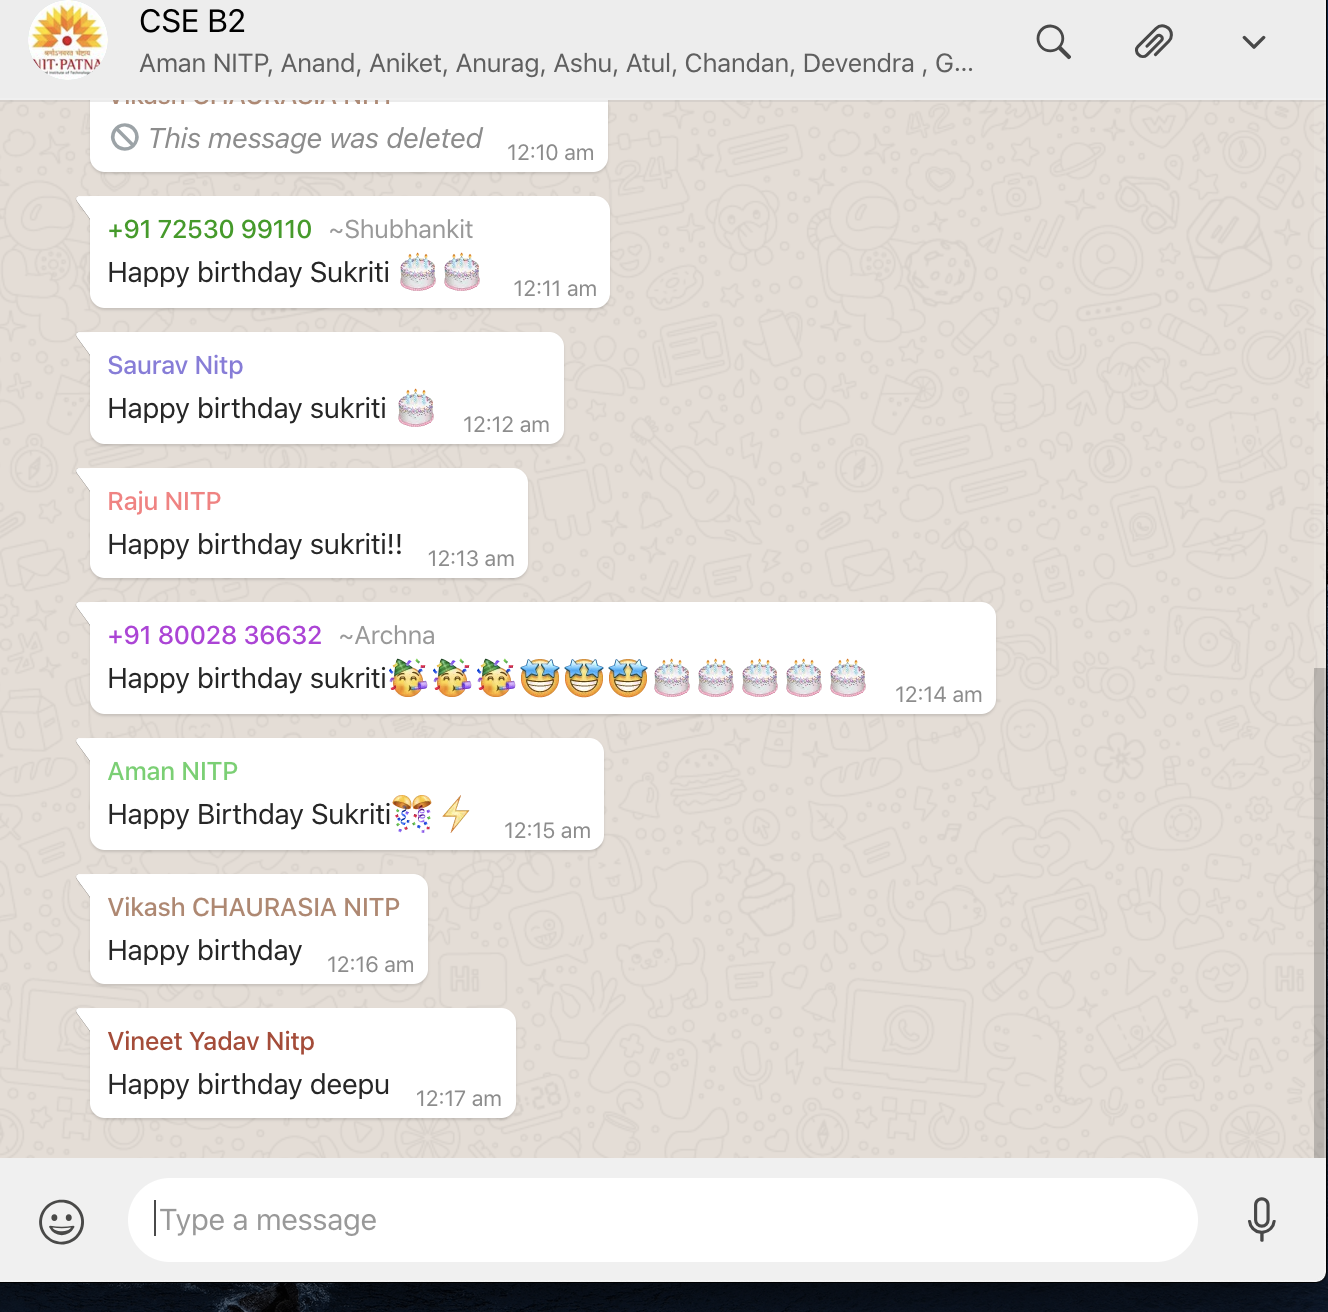 CSE B2
Aman NITP, Anand, Aniket, Anurag, Ashu, Atul, Chandan, Devendra , G...
NIT-PATNA
Vikash CHAURASIA NITP
This message was deleted
12:10 am
+91 72530 99110 ~Shubhankit
Happy birthday Sukriti 🎂🎂
12:11 am
Saurav Nitp
Happy birthday sukriti 🎂
12:12 am
Raju NITP
Happy birthday sukriti!!
12:13 am
+91 80028 36632 ~Archna
Happy birthday sukriti🥳🥳🥳🤩🤩🤩🎂🎂🎂🎂🎂
12:14 am
Aman NITP
Happy Birthday Sukriti🎊⚡
12:15 am
Vikash CHAURASIA NITP
Happy birthday
12:16 am
Vineet Yadav Nitp
Happy birthday deepu
12:17 am
Type a message